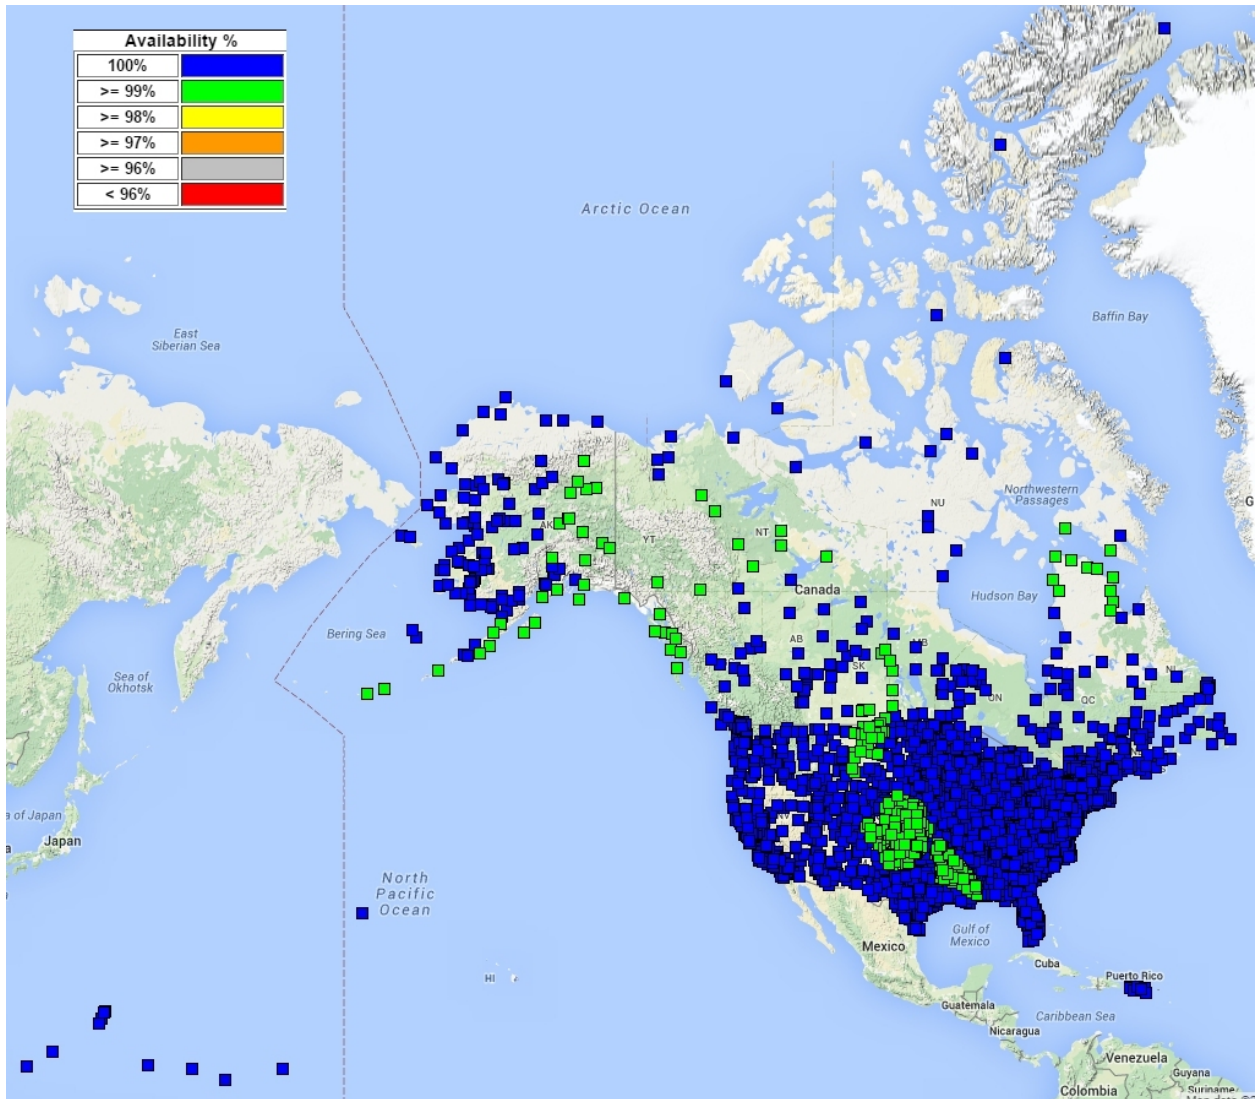 Availability %
100%
>= 99%
>= 98%
>= 97%
>= 96%
< 96%
Arctic Ocean
East
Siberian Sea
Baffin Bay
Northwestern
Passages
NU
G
AK
YT
NT
Canada
Hudson Bay
Bering Sea
AB
MB
SK
NL
Sea of
Okhotsk
ON
QC
NV
a of Japan
Japan
North
Pacific
Ocean
Gulf of
Mexico
Mexico
HI
Cuba
Puerto Rico
Guatemala
Caribbean Sea
Nicaragua
Venezuela
Guyana
Suriname
Colombia